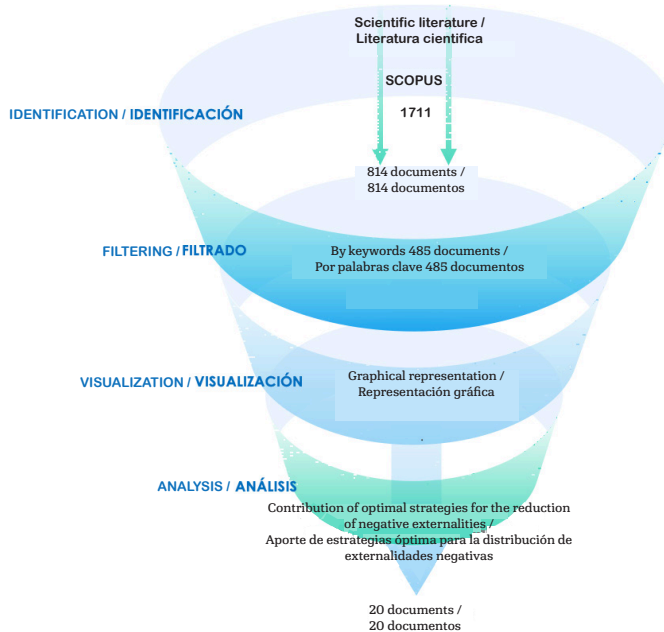 Scientific literature /
Literatura científica
SCOPUS
1711
IDENTIFICATION / IDENTIFICACIÓN
814 documents /
814 documentos
FILTERING / FILTRADO
By keywords 485 documents /
Por palabras clave 485 documentos
VISUALIZATION / VISUALIZACIÓN
Graphical representation /
Representación gráfica
ANALYSIS / ANÁLISIS
Contribution of optimal strategies for the reduction
of negative externalities /
Aporte de estrategias óptima para la distribución de
externalidades negativas
20 documents /
20 documentos